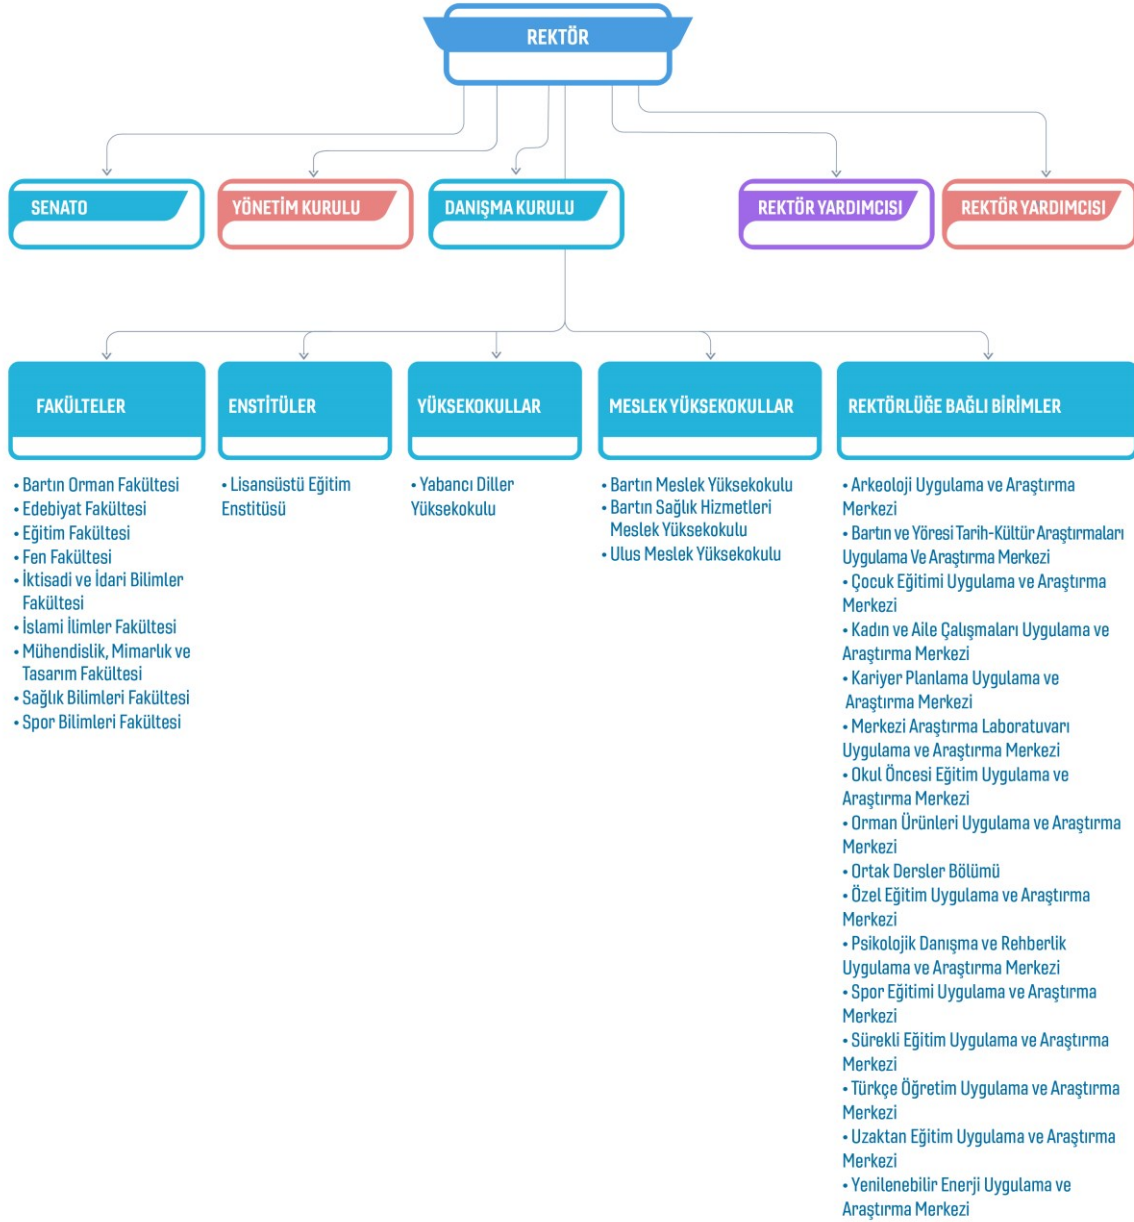 REKTÖR
SENATO
YÖNETİM KURULU
DANIŞMA KURULU
REKTÖR YARDIMCISI
REKTÖR YARDIMCISI
FAKÜLTELER
ENSTİTÜLER
YÜKSEKOKULLAR
MESLEK YÜKSEKOKULLAR
REKTÖRLÜĞE BAĞLI BİRİMLER
• Bartın Orman Fakültesi
• Edebiyat Fakültesi
• Eğitim Fakültesi
• Fen Fakültesi
• İktisadi ve İdari Bilimler
Fakültesi
• İslami İlimler Fakültesi
• Mühendislik, Mimarlık ve
Tasarım Fakültesi
• Sağlık Bilimleri Fakültesi
• Spor Bilimleri Fakültesi
• Lisansüstü Eğitim
Enstitüsü
• Yabancı Diller
Yüksekokulu
• Bartın Meslek Yüksekokulu
• Bartın Sağlık Hizmetleri
Meslek Yüksekokulu
• Ulus Meslek Yüksekokulu
• Arkeoloji Uygulama ve Araştırma
Merkezi
• Bartın ve Yöresi Tarih-Kültür Araştırmaları
Uygulama Ve Araştırma Merkezi
• Çocuk Eğitimi Uygulama ve Araştırma
Merkezi
• Kadın ve Aile Çalışmaları Uygulama ve
Araştırma Merkezi
• Kariyer Planlama Uygulama ve
Araştırma Merkezi
• Merkezi Araştırma Laboratuvarı
Uygulama ve Araştırma Merkezi
• Okul Öncesi Eğitim Uygulama ve
Araştırma Merkezi
• Orman Ürünleri Uygulama ve Araştırma
Merkezi
• Ortak Dersler Bölümü
• Özel Eğitim Uygulama ve Araştırma
Merkezi
• Psikolojik Danışma ve Rehberlik
Uygulama ve Araştırma Merkezi
• Spor Eğitimi Uygulama ve Araştırma
Merkezi
• Sürekli Eğitim Uygulama ve Araştırma
Merkezi
• Türkçe Öğretim Uygulama ve Araştırma
Merkezi
• Uzaktan Eğitim Uygulama ve Araştırma
Merkezi
• Yenilenebilir Enerji Uygulama ve
Araştırma Merkezi